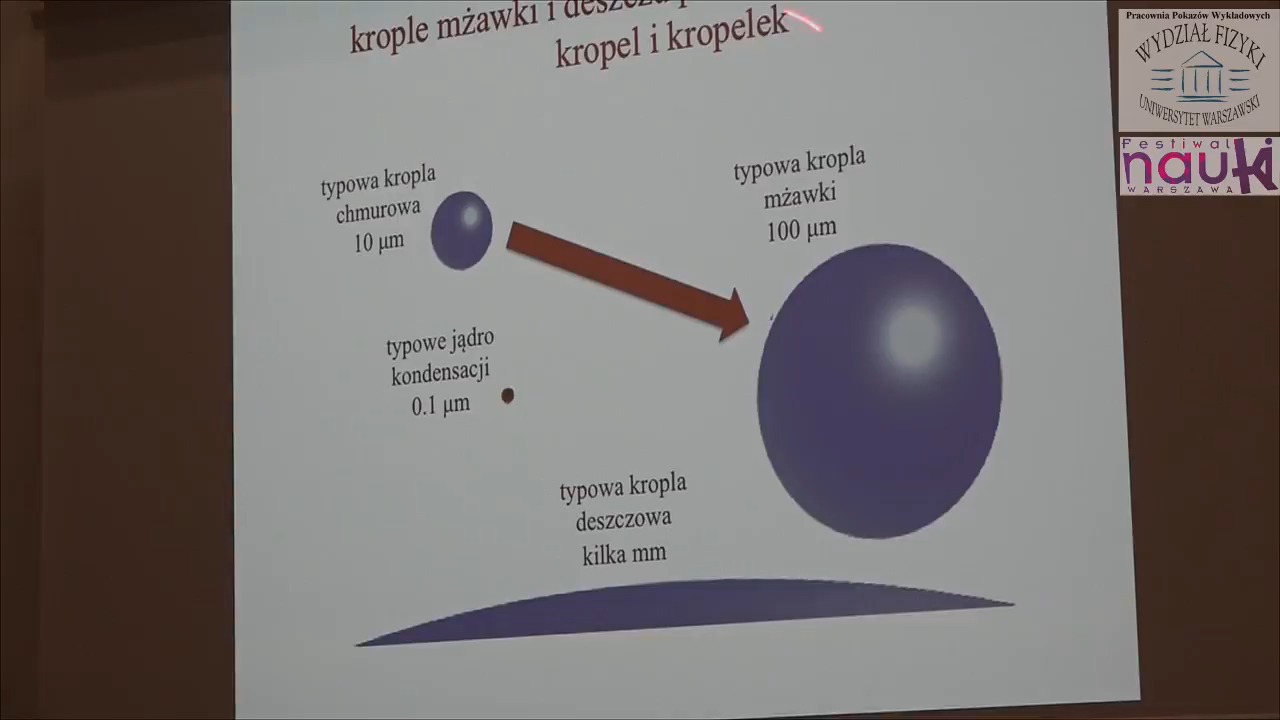 krople mżawki i deszczu
kropel i kropelek
typowa kropla
chmurowa
10 μm
typowa kropla
mżawki
100 μm
typowe jądro
kondensacji
0.1 μm
typowa kropla
deszczowa
kilka mm
Pracownia Pokazów Wykładowych
WYDZIAŁ FIZYKI
UNIWERSYTET WARSZAWSKI
Festiwal
nauki
WARSZAWA